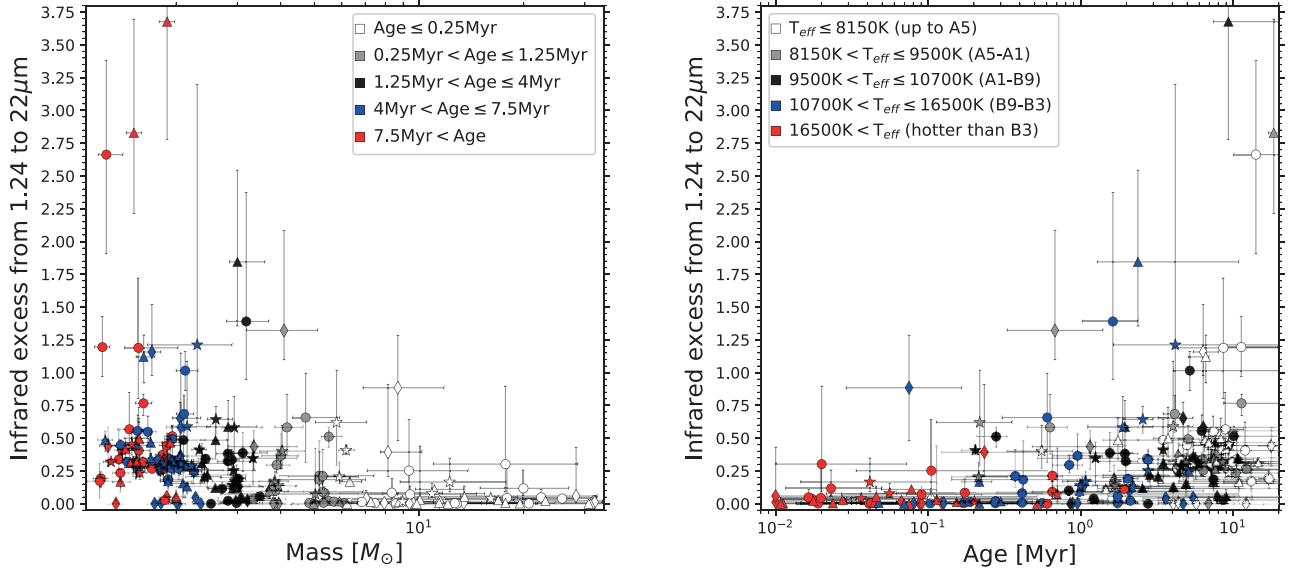 3.75
3.50
3.25
3.00
2.75
2.50
2.25
2.00
1.75
1.50
1.25
1.00
0.75
0.50
0.25
0.00
Infrared excess from 1.24 to 22μm
Age ≤ 0.25Myr
0.25Myr < Age ≤ 1.25Myr
1.25Myr < Age ≤ 4Myr
4Myr < Age ≤ 7.5Myr
7.5Myr < Age
10¹
Mass [M⊙]
3.75
3.50
3.25
3.00
2.75
2.50
2.25
2.00
1.75
1.50
1.25
1.00
0.75
0.50
0.25
0.00
Infrared excess from 1.24 to 22μm
T_eff ≤ 8150K (up to A5)
8150K < T_eff ≤ 9500K (A5-A1)
9500K < T_eff ≤ 10700K (A1-B9)
10700K < T_eff ≤ 16500K (B9-B3)
16500K < T_eff (hotter than B3)
10⁻² 10⁻¹ 10⁰ 10¹
Age [Myr]